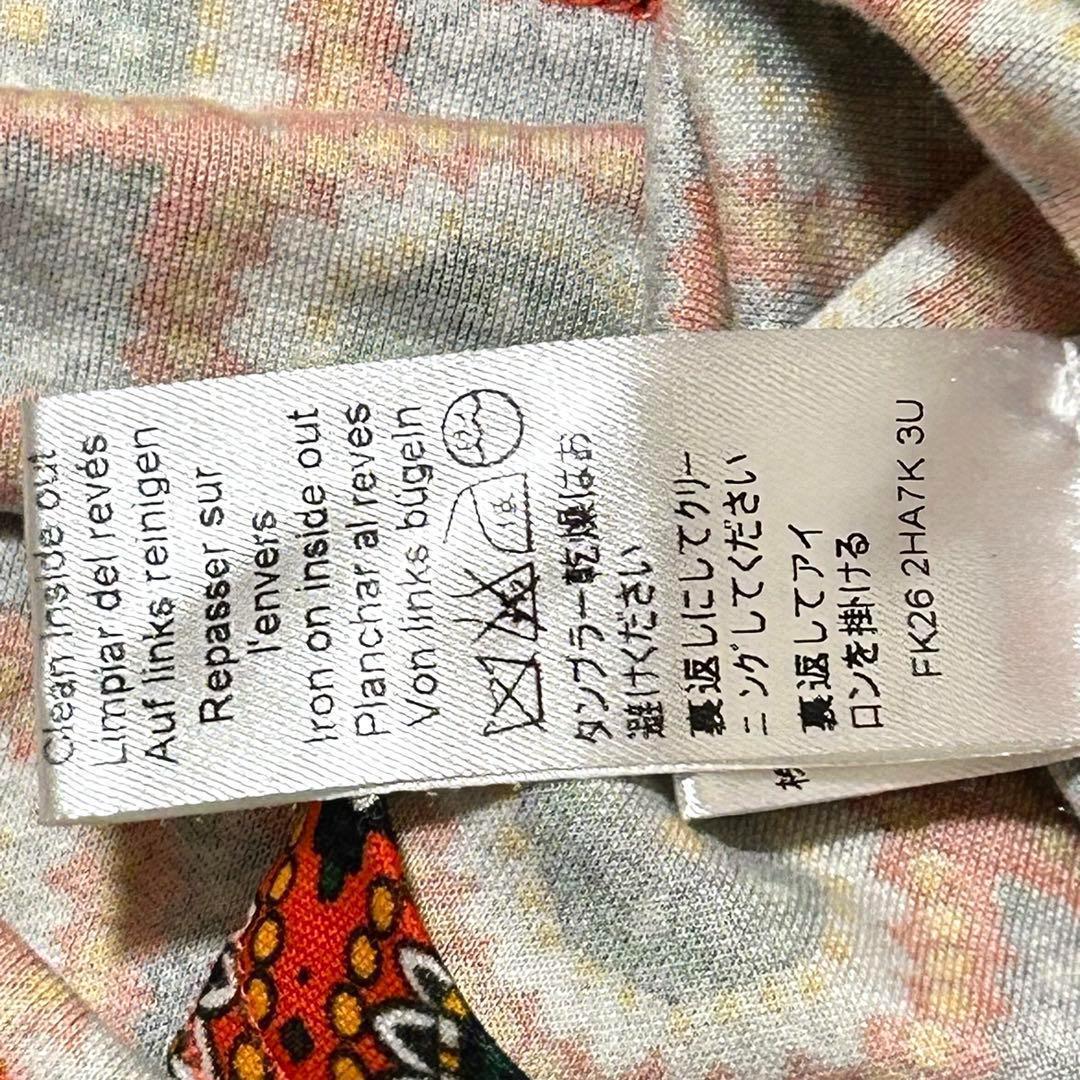 Clean inside out
Limpiar del revés
Auf links reinigen
Repasser sur
l'envers
Iron on inside out
Planchar al reves
Von links bügeln
タンブラー乾燥はお
避けください
裏返しにしてクリー
ニングしてください
裏返してアイ
ロンを掛ける
FK26 2HA7K 3U